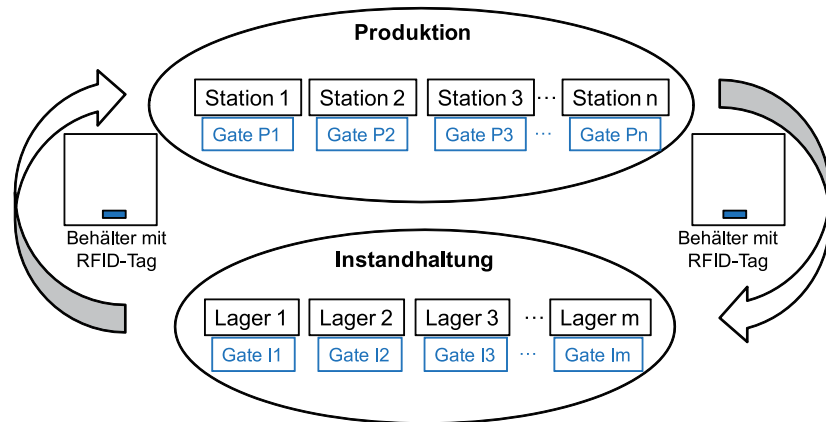 Produktion
Station 1 Station 2 Station 3 ... Station n
Gate P1 Gate P2 Gate P3 ... Gate Pn
Behälter mit
RFID-Tag
Behälter mit
RFID-Tag
Instandhaltung
Lager 1 Lager 2 Lager 3 ... Lager m
Gate I1 Gate I2 Gate I3 ... Gate Im